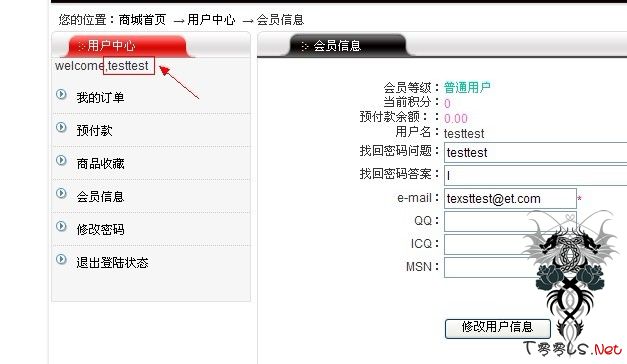 您的位置：商城首页 →用户中心 →会员信息
用户中心
welcome,testtest
我的订单
预付款
商品收藏
会员信息
修改密码
退出登陆状态
会员信息
会员等级：普通用户
当前积分：0
预付款余额：：0.00
用户名：testtest
找回密码问题：testtest
找回密码答案：l
e-mail：texsttest@et.com*
QQ：
ICQ：
MSN：
修改用户信息
T00LS.Net